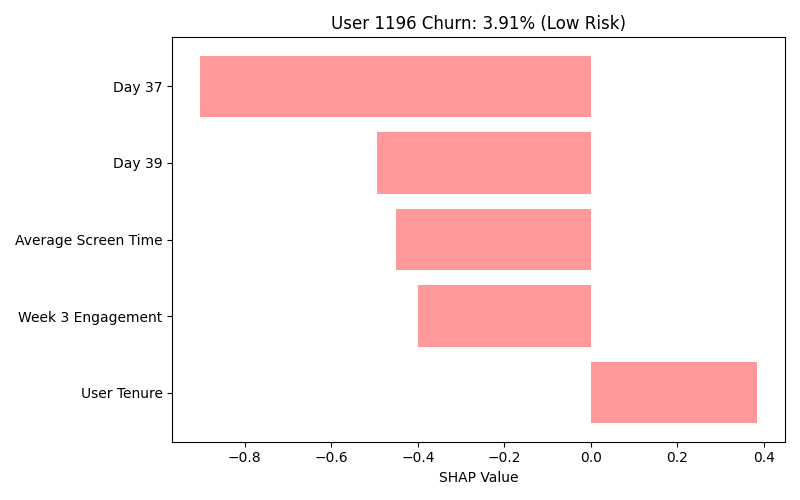 User 1196 Churn: 3.91% (Low Risk)
Day 37
Day 39
Average Screen Time
Week 3 Engagement
User Tenure
−0.8 −0.6 −0.4 −0.2 0.0 0.2 0.4
SHAP Value